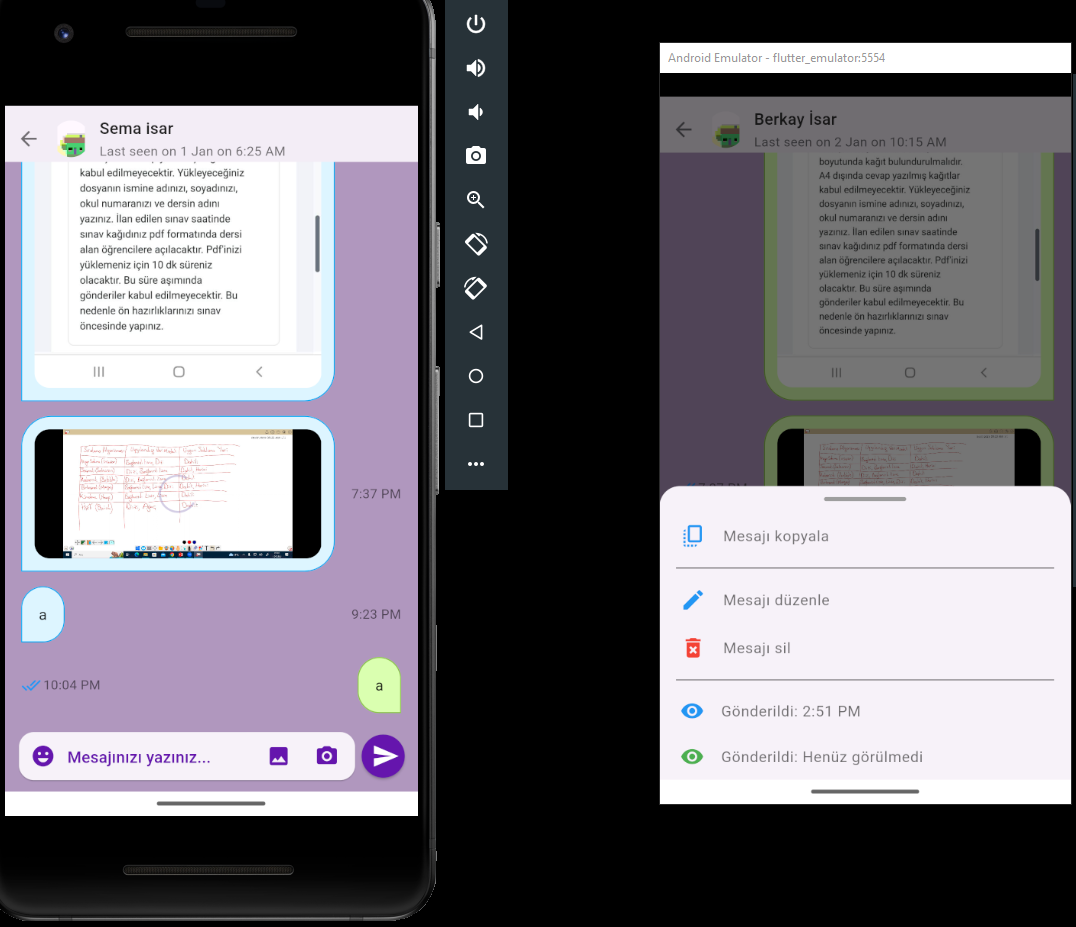 Sema isar
Last seen on 1 Jan on 6:25 AM
kabul edilmeyecektir. Yükleyeceğiniz
dosyanın ismine adınızı, soyadınızı,
okul numaranızı ve dersin adını
yazınız. İlan edilen sınav saatinde
sınav kağıdınız pdf formatında dersi
alan öğrencilere açılacaktır. Pdf'inizi
yüklemeniz için 10 dk süreniz
olacaktır. Bu süre aşımında
gönderiler kabul edilmeyecektir. Bu
nedenle ön hazırlıklarınızı sınav
öncesinde yapınız.
7:37 PM
a
9:23 PM
10:04 PM
a
Mesajınızı yazınız...
Android Emulator - flutter_emulator:5554
Berkay İsar
Last seen on 2 Jan on 10:15 AM
boyutunda kağıt bulundurulmalıdır.
A4 dışında cevap yazılmış kağıtlar
kabul edilmeyecektir. Yükleyeceğiniz
dosyanın ismine adınızı, soyadınızı,
okul numaranızı ve dersin adını
yazınız. İlan edilen sınav saatinde
sınav kağıdınız pdf formatında dersi
alan öğrencilere açılacaktır. Pdf'inizi
yüklemeniz için 10 dk süreniz
olacaktır. Bu süre aşımında
gönderiler kabul edilmeyecektir. Bu
nedenle ön hazırlıklarınızı sınav
öncesinde yapınız.
Mesajı kopyala
Mesajı düzenle
Mesajı sil
Gönderildi: 2:51 PM
Gönderildi: Henüz görülmedi